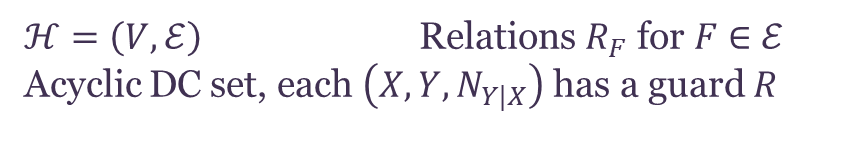 ℋ = (V, ℰ) Relations R_F for F ∈ ℰ
Acyclic DC set, each (X, Y, N_{Y|X}) has a guard R